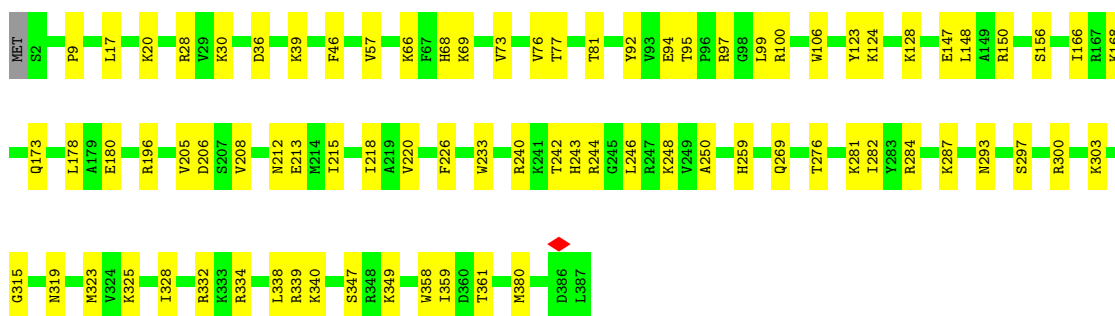 MET S2 P9 L17 K20 R28 V29 K30 D36 K39 F46 V57 K66 F67 H68 K69 V73 V76 T77 T81 Y92 V93 E94 T95 P96 R97 G98 L99 R100 W106 Y123 K124 K128 E147 L148 A149 R150 S156 I166 R167 K168
Q173 L178 A179 E180 R196 V205 D206 S207 V208 N212 E213 M214 I215 I218 A219 V220 F226 W233 R240 K241 T242 H243 R244 G245 L246 R247 K248 V249 A250 H259 Q269 T276 K281 I282 Y283 R284 K287 N293 S297 R300 K303
G315 N319 M323 V324 K325 I328 R332 K333 R334 L338 R339 K340 S347 R348 K349 W358 I359 D360 T361 M380 D386 L387